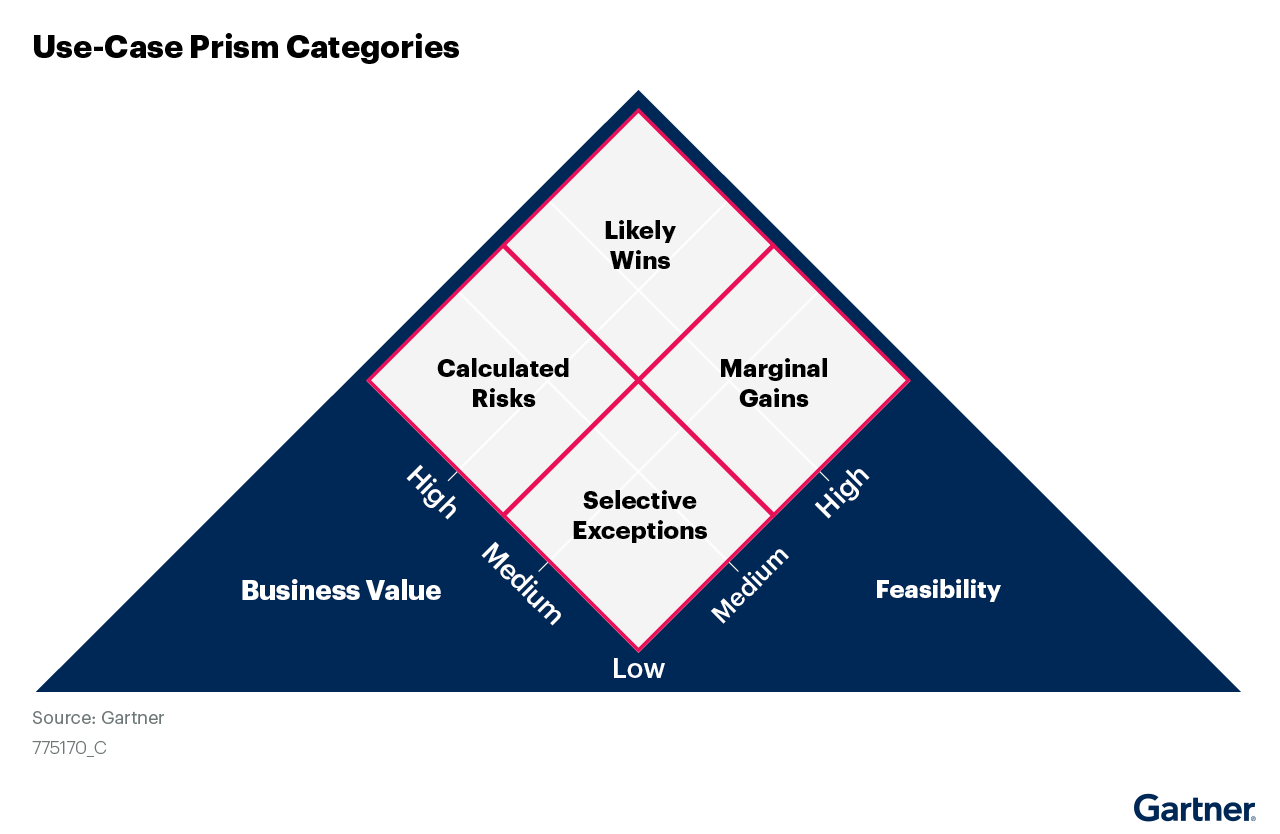 Use-Case Prism Categories
Likely
Wins
Calculated
Risks
Marginal
Gains
Selective
Exceptions
High
Medium
Business Value
High
Medium
Feasibility
Low
Source: Gartner
775170_C
Gartner®